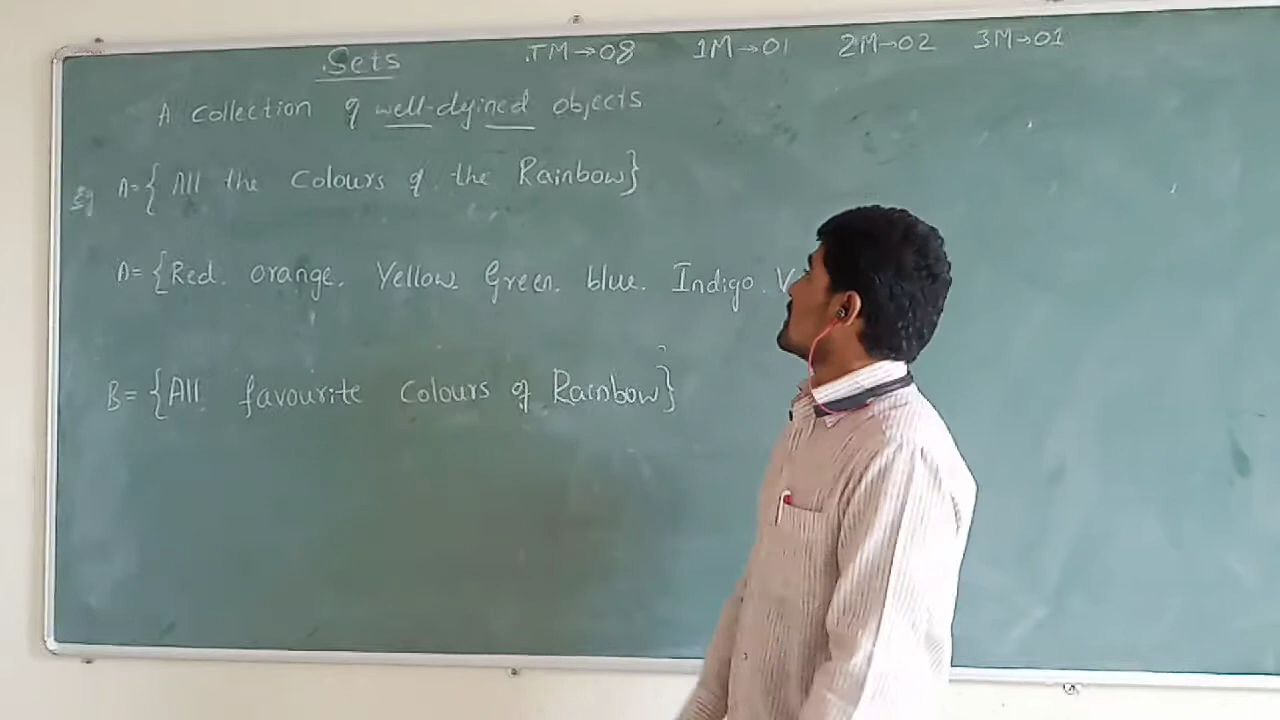 Sets TM→08 1M→01 2M→02 3M→01
A collection of well-defined objects
Eg A={All the Colours of the Rainbow}
A={Red. orange. Yellow Green. blue. Indigo. V
B={All favourite Colours of Rainbow}